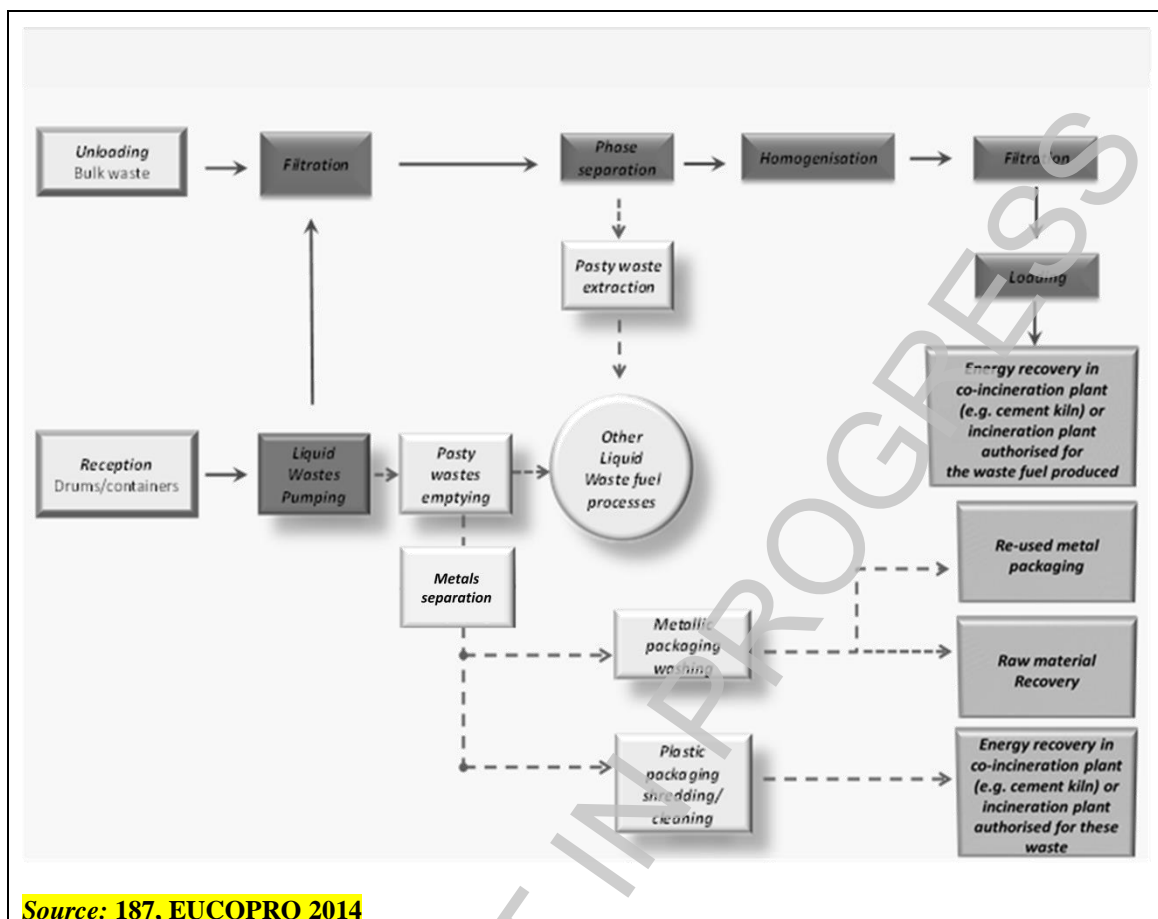 Unloading
Bulk waste
Filtration
Phase
separation
Homogenisation
Filtration
Pasty waste
extraction
Loading
Energy recovery in
co-incineration plant
(e.g. cement kiln) or
incineration plant
authorised for
the waste fuel produced
Reception
Drums/containers
Liquid
Wastes
Pumping
Pasty
wastes
emptying
Other
Liquid
Waste fuel
processes
Metals
separation
Re-used metal
packaging
Metallic
packaging
washing
Raw material
Recovery
Plastic
packaging
shredding/
cleaning
Energy recovery in
co-incineration plant
(e.g. cement kiln) or
incineration plant
authorised for these
waste
IN PROGRESS
Source: 187, EUCOPRO 2014